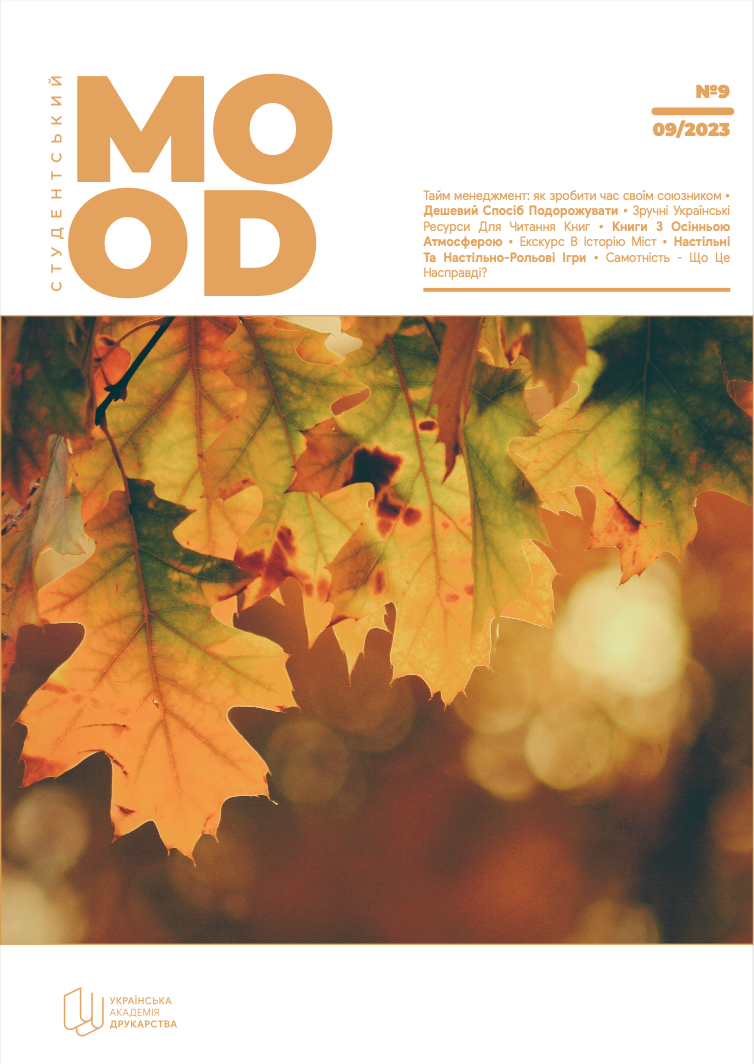 СТУДЕНТСЬКИЙ
MO
OD
№9
09/2023
Тайм менеджмент: як зробити час своїм союзником •
Дешевий Спосіб Подорожувати • Зручні Українські
Ресурси Для Читання Книг • Книги З Осінньою
Атмосферою • Екскурс В Історію Міст • Настільні
Та Настільно-Рольові Ігри • Самотність - Що Це
Насправді?
УКРАЇНСЬКА
АКАДЕМІЯ
ДРУКАРСТВА